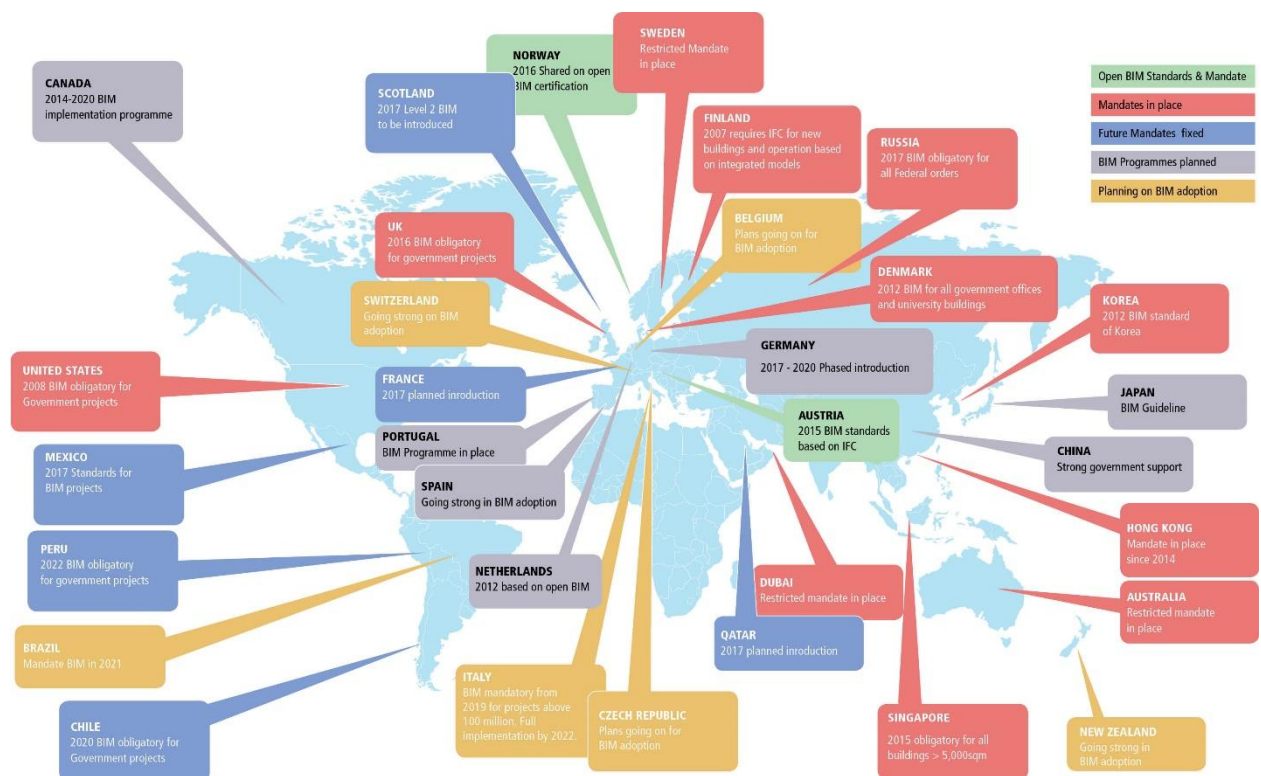 CANADA
2014-2020 BIM
implementation programme
SCOTLAND
2017 Level 2 BIM
to be introduced
NORWAY
2016 Shared on open
BIM certification
SWEDEN
Restricted Mandate
in place
FINLAND
2007 requires IFC for new
buildings and operation based
on integrated models
RUSSIA
2017 BIM obligatory for
all Federal orders
Open BIM Standards & Mandate
Mandates in place
Future Mandates fixed
BIM Programmes planned
Planning on BIM adoption
UK
2016 BIM obligatory
for government projects
BELGIUM
Plans going on for
BIM adoption
SWITZERLAND
Going strong on BIM
adoption
DENMARK
2012 BIM for all government offices
and university buildings
KOREA
2012 BIM standard
of Korea
UNITED STATES
2008 BIM obligatory for
Government projects
FRANCE
2017 planned inroduction
GERMANY
2017 - 2020 Phased introduction
JAPAN
BIM Guideline
PORTUGAL
BIM Programme in place
AUSTRIA
2015 BIM standards
based on IFC
CHINA
Strong government support
MEXICO
2017 Standards for
BIM projects
SPAIN
Going strong in BIM adoption
HONG KONG
Mandate in place
since 2014
PERU
2022 BIM obligatory
for government projects
NETHERLANDS
2012 based on open BIM
DUBAI
Restricted mandate in place
AUSTRALIA
Restricted mandate
in place
BRAZIL
Mandate BIM in 2021
QATAR
2017 planned inroduction
ITALY
BIM mandatory from
2019 for projects above
100 million. Full
implementation by 2022.
CZECH REPUBLIC
Plans going on for
BIM adoption
CHILE
2020 BIM obligatory for
Government projects
SINGAPORE
2015 obligatory for all
buildings > 5,000sqm
NEW ZEALAND
Going strong in
BIM adoption